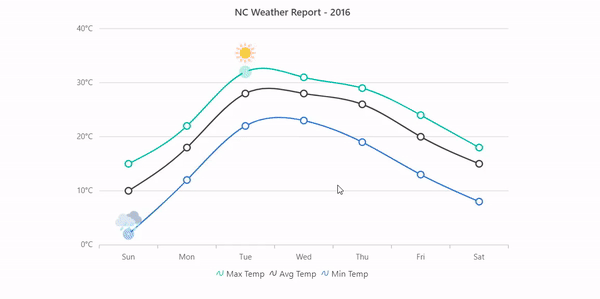 NC Weather Report - 2016
40°C
30°C
20°C
10°C
0°C
Sun Mon Tue Wed Thu Fri Sat
Max Temp Avg Temp Min Temp